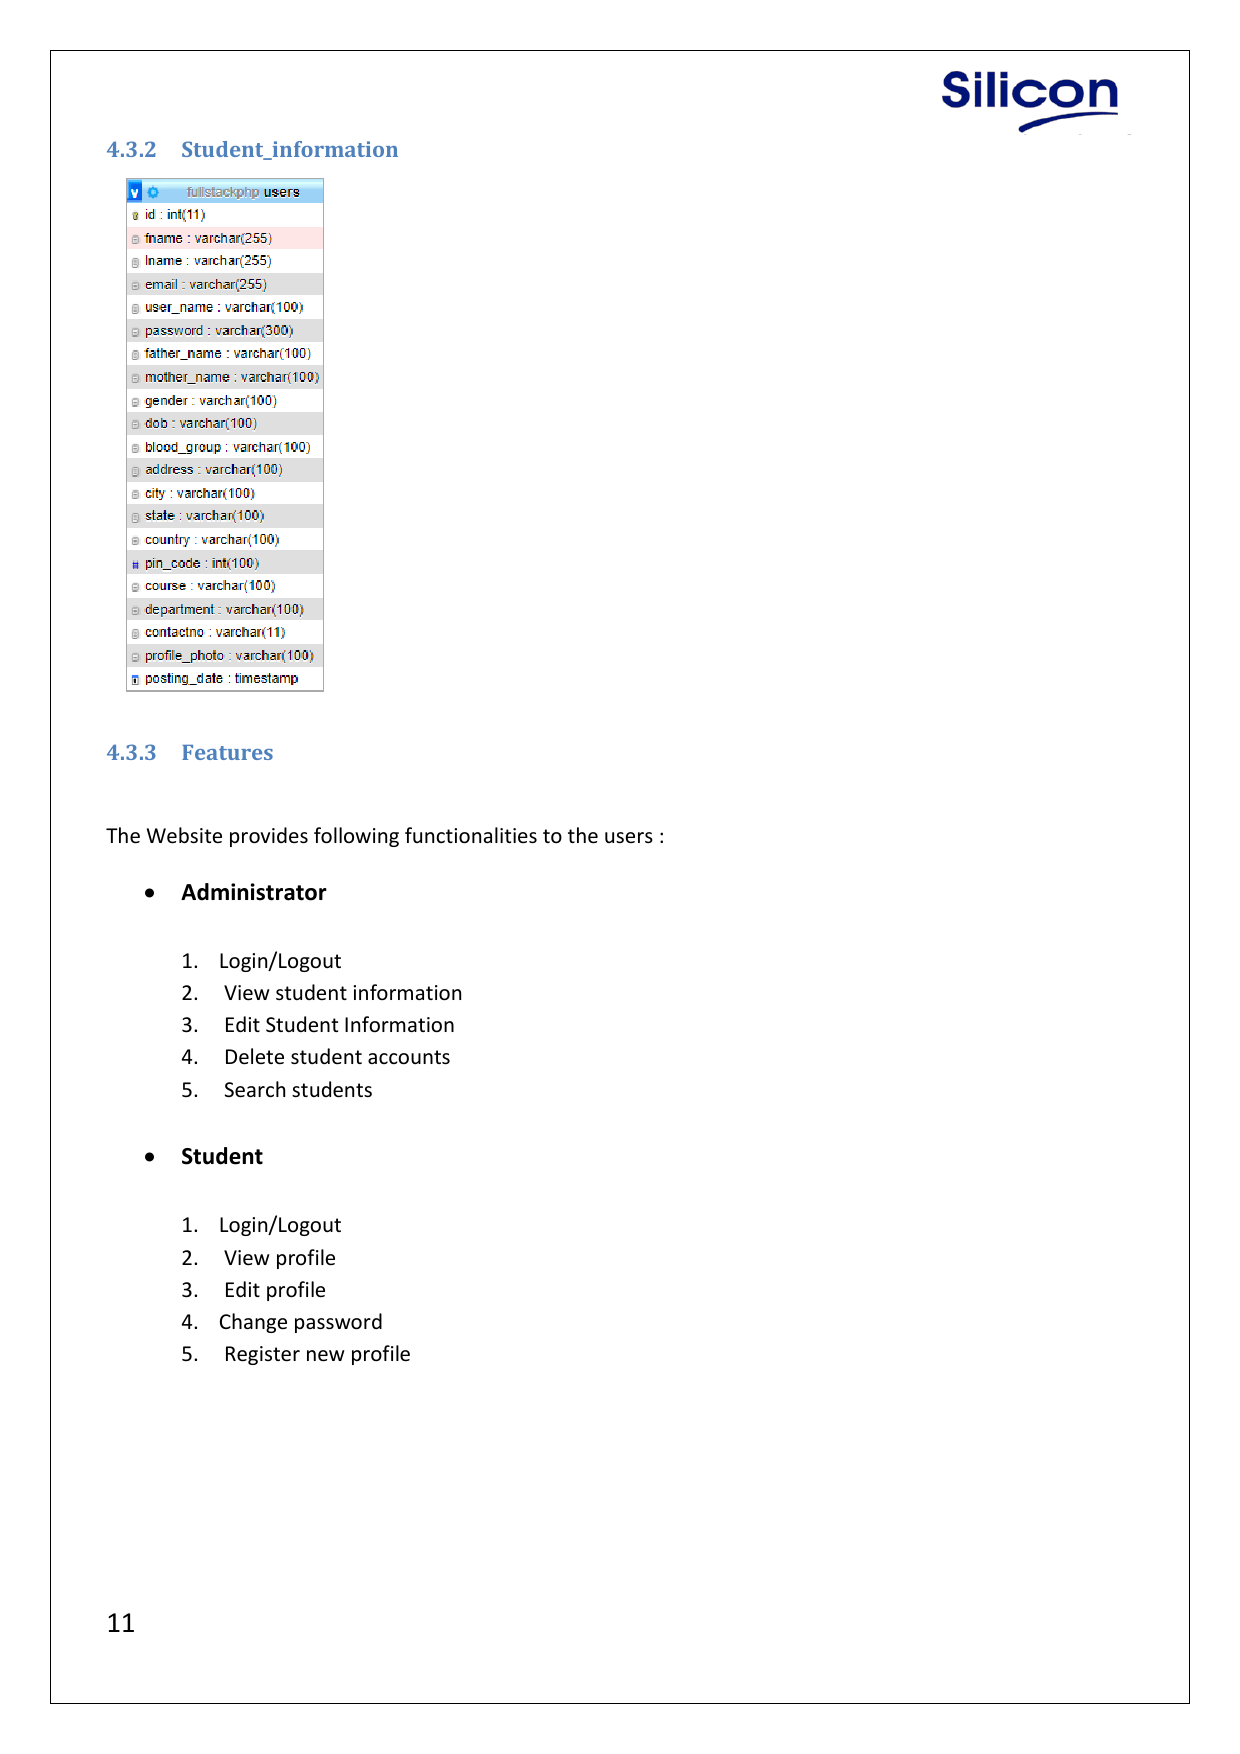 Silicon
4.3.2 Student_information
fullstackphp users
id : int(11)
fname : varchar(255)
lname : varchar(255)
email : varchar(255)
user_name : varchar(100)
password : varchar(300)
father_name : varchar(100)
mother_name : varchar(100)
gender : varchar(100)
dob : varchar(100)
blood_group : varchar(100)
address : varchar(100)
city : varchar(100)
state : varchar(100)
country : varchar(100)
pin_code : int(100)
course : varchar(100)
department : varchar(100)
contactno : varchar(11)
profile_photo : varchar(100)
posting_date : timestamp
4.3.3 Features
The Website provides following functionalities to the users :
• Administrator
1. Login/Logout
2. View student information
3. Edit Student Information
4. Delete student accounts
5. Search students
• Student
1. Login/Logout
2. View profile
3. Edit profile
4. Change password
5. Register new profile
11